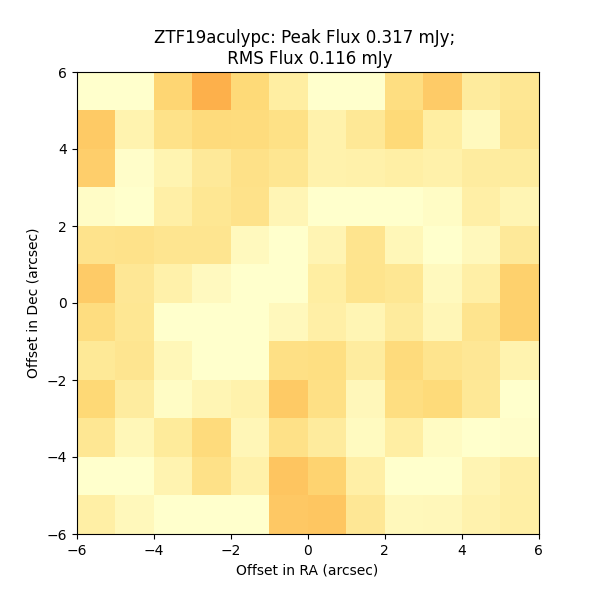 ZTF19aculypc: Peak Flux 0.317 mJy;
RMS Flux 0.116 mJy
6
4
2
0
−2
−4
−6
Offset in Dec (arcsec)
−6 −4 −2 0 2 4 6
Offset in RA (arcsec)